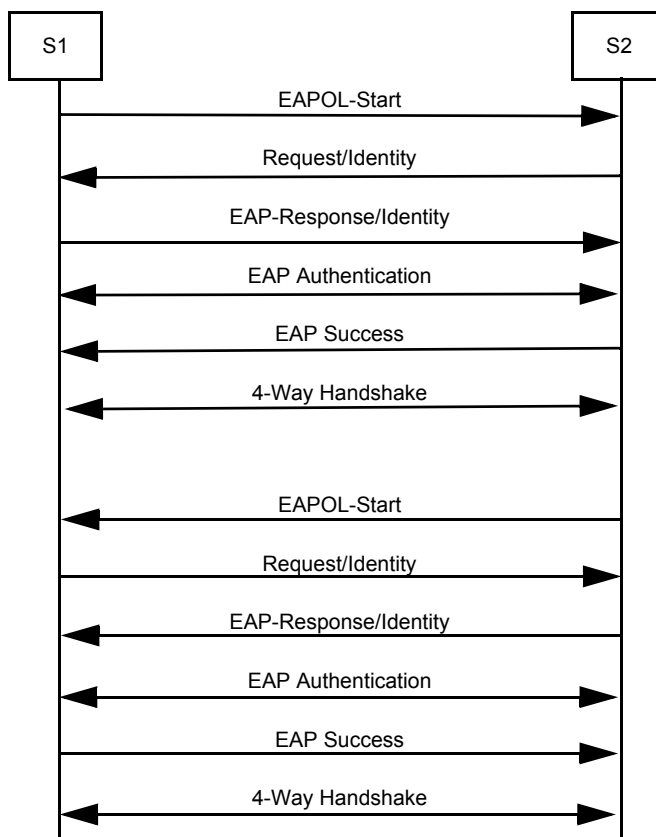 S1
S2
EAPOL-Start
Request/Identity
EAP-Response/Identity
EAP Authentication
EAP Success
4-Way Handshake
EAPOL-Start
Request/Identity
EAP-Response/Identity
EAP Authentication
EAP Success
4-Way Handshake